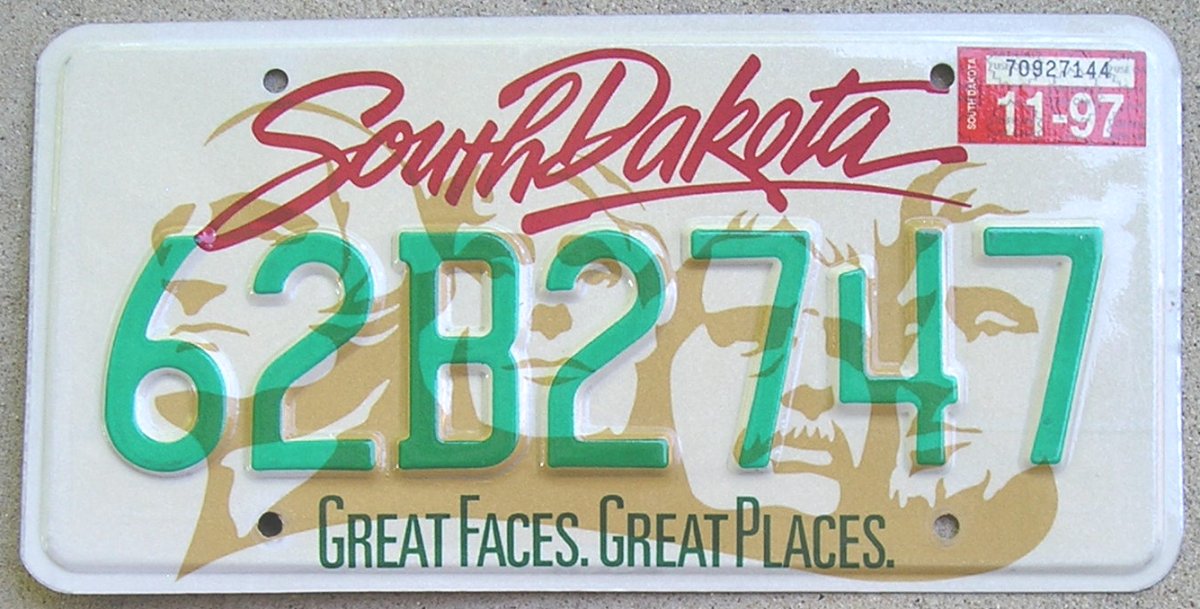 South Dakota
SOUTH DAKOTA
70927144
11-97
62B2747
GREAT FACES. GREAT PLACES.